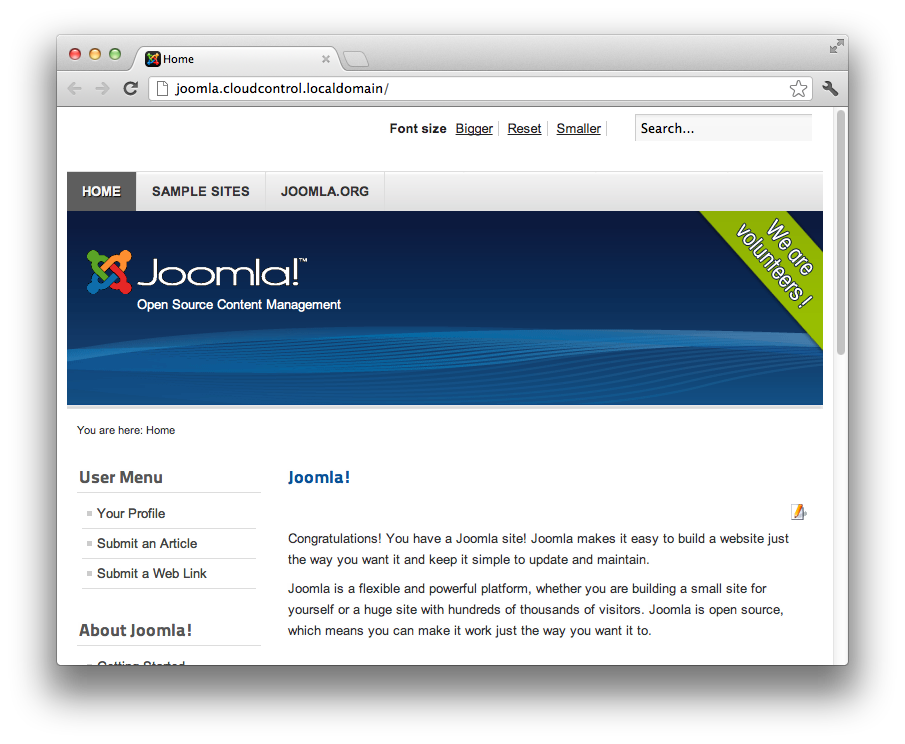 Home
joomla.cloudcontrol.localdomain/
Font size Bigger Reset Smaller Search...
HOME SAMPLE SITES JOOMLA.ORG
We are
volunteers!
Joomla!™
Open Source Content Management
You are here: Home
User Menu
Your Profile
Submit an Article
Submit a Web Link
About Joomla!
Getting Started
Joomla!
Congratulations! You have a Joomla site! Joomla makes it easy to build a website just
the way you want it and keep it simple to update and maintain.
Joomla is a flexible and powerful platform, whether you are building a small site for
yourself or a huge site with hundreds of thousands of visitors. Joomla is open source,
which means you can make it work just the way you want it to.